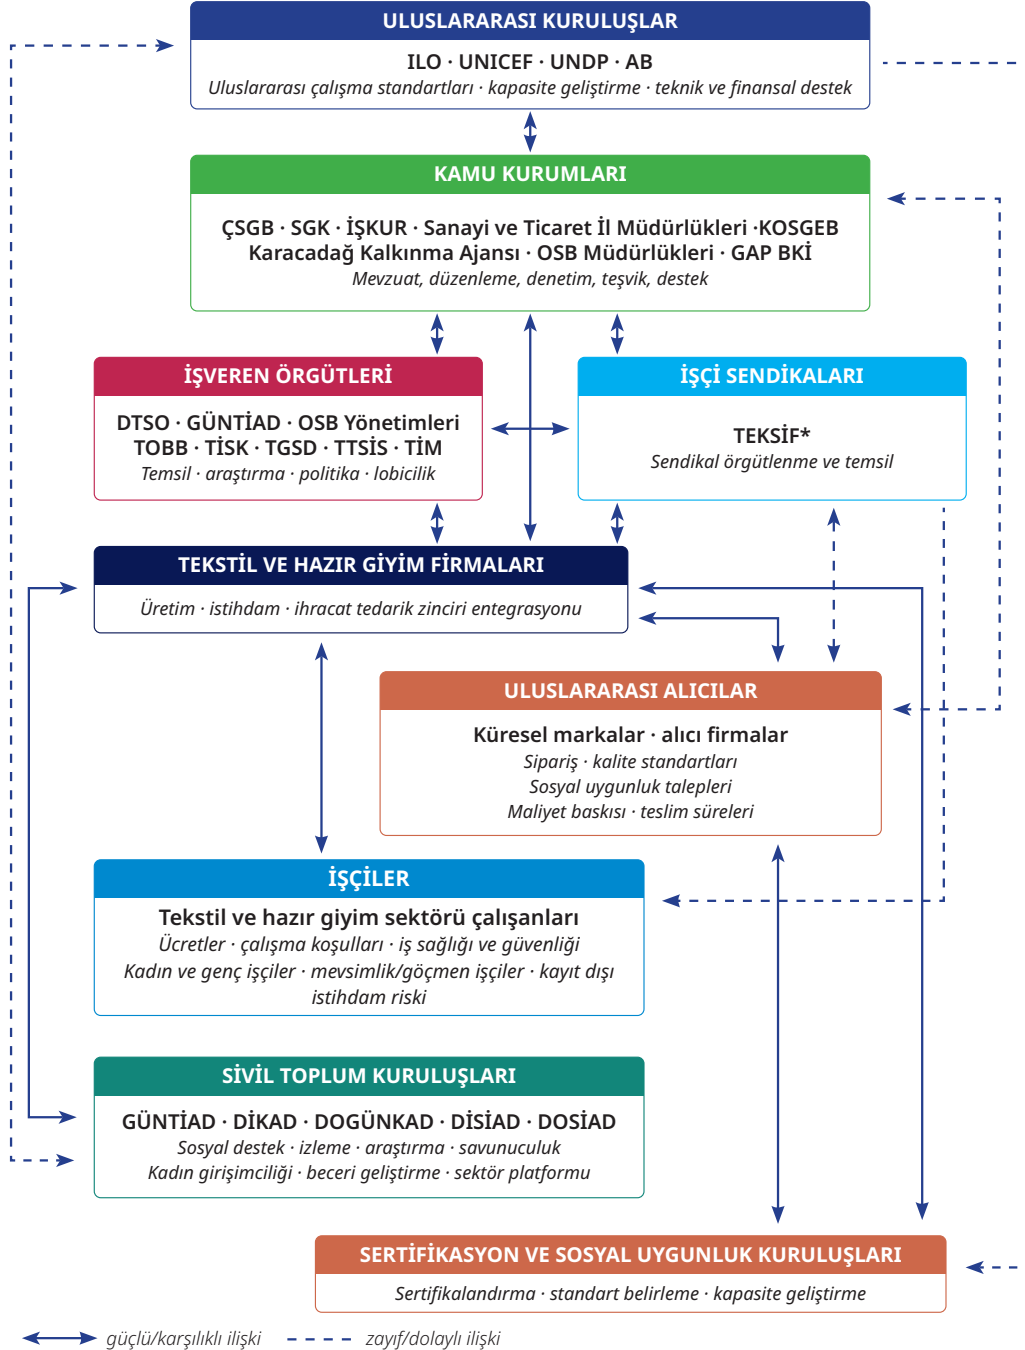 ULUSLARARASI KURULUŞLAR
ILO · UNICEF · UNDP · AB
Uluslararası çalışma standartları · kapasite geliştirme · teknik ve finansal destek
KAMU KURUMLARI
ÇSGB · SGK · İŞKUR · Sanayi ve Ticaret İl Müdürlükleri ·KOSGEB
Karacadağ Kalkınma Ajansı · OSB Müdürlükleri · GAP BKİ
Mevzuat, düzenleme, denetim, teşvik, destek
İŞVEREN ÖRGÜTLERİ
DTSO · GÜNTİAD · OSB Yönetimleri
TOBB · TİSK · TGSD · TTSİS · TİM
Temsil · araştırma · politika · lobicilik
İŞÇİ SENDİKALARI
TEKSİF*
Sendikal örgütlenme ve temsil
TEKSTİL VE HAZIR GİYİM FİRMALARI
Üretim · istihdam · ihracat tedarik zinciri entegrasyonu
ULUSLARARASI ALICILAR
Küresel markalar · alıcı firmalar
Sipariş · kalite standartları
Sosyal uygunluk talepleri
Maliyet baskısı · teslim süreleri
İŞÇİLER
Tekstil ve hazır giyim sektörü çalışanları
Ücretler · çalışma koşulları · iş sağlığı ve güvenliği
Kadın ve genç işçiler · mevsimlik/göçmen işçiler · kayıt dışı
istihdam riski
SİVİL TOPLUM KURULUŞLARI
GÜNTİAD · DİKAD · DOGÜNKAD · DİSİAD · DOSİAD
Sosyal destek · izleme · araştırma · savunuculuk
Kadın girişimciliği · beceri geliştirme · sektör platformu
SERTİFİKASYON VE SOSYAL UYGUNLUK KURULUŞLARI
Sertifikalandırma · standart belirleme · kapasite geliştirme
güçlü/karşılıklı ilişki
zayıf/dolaylı ilişki